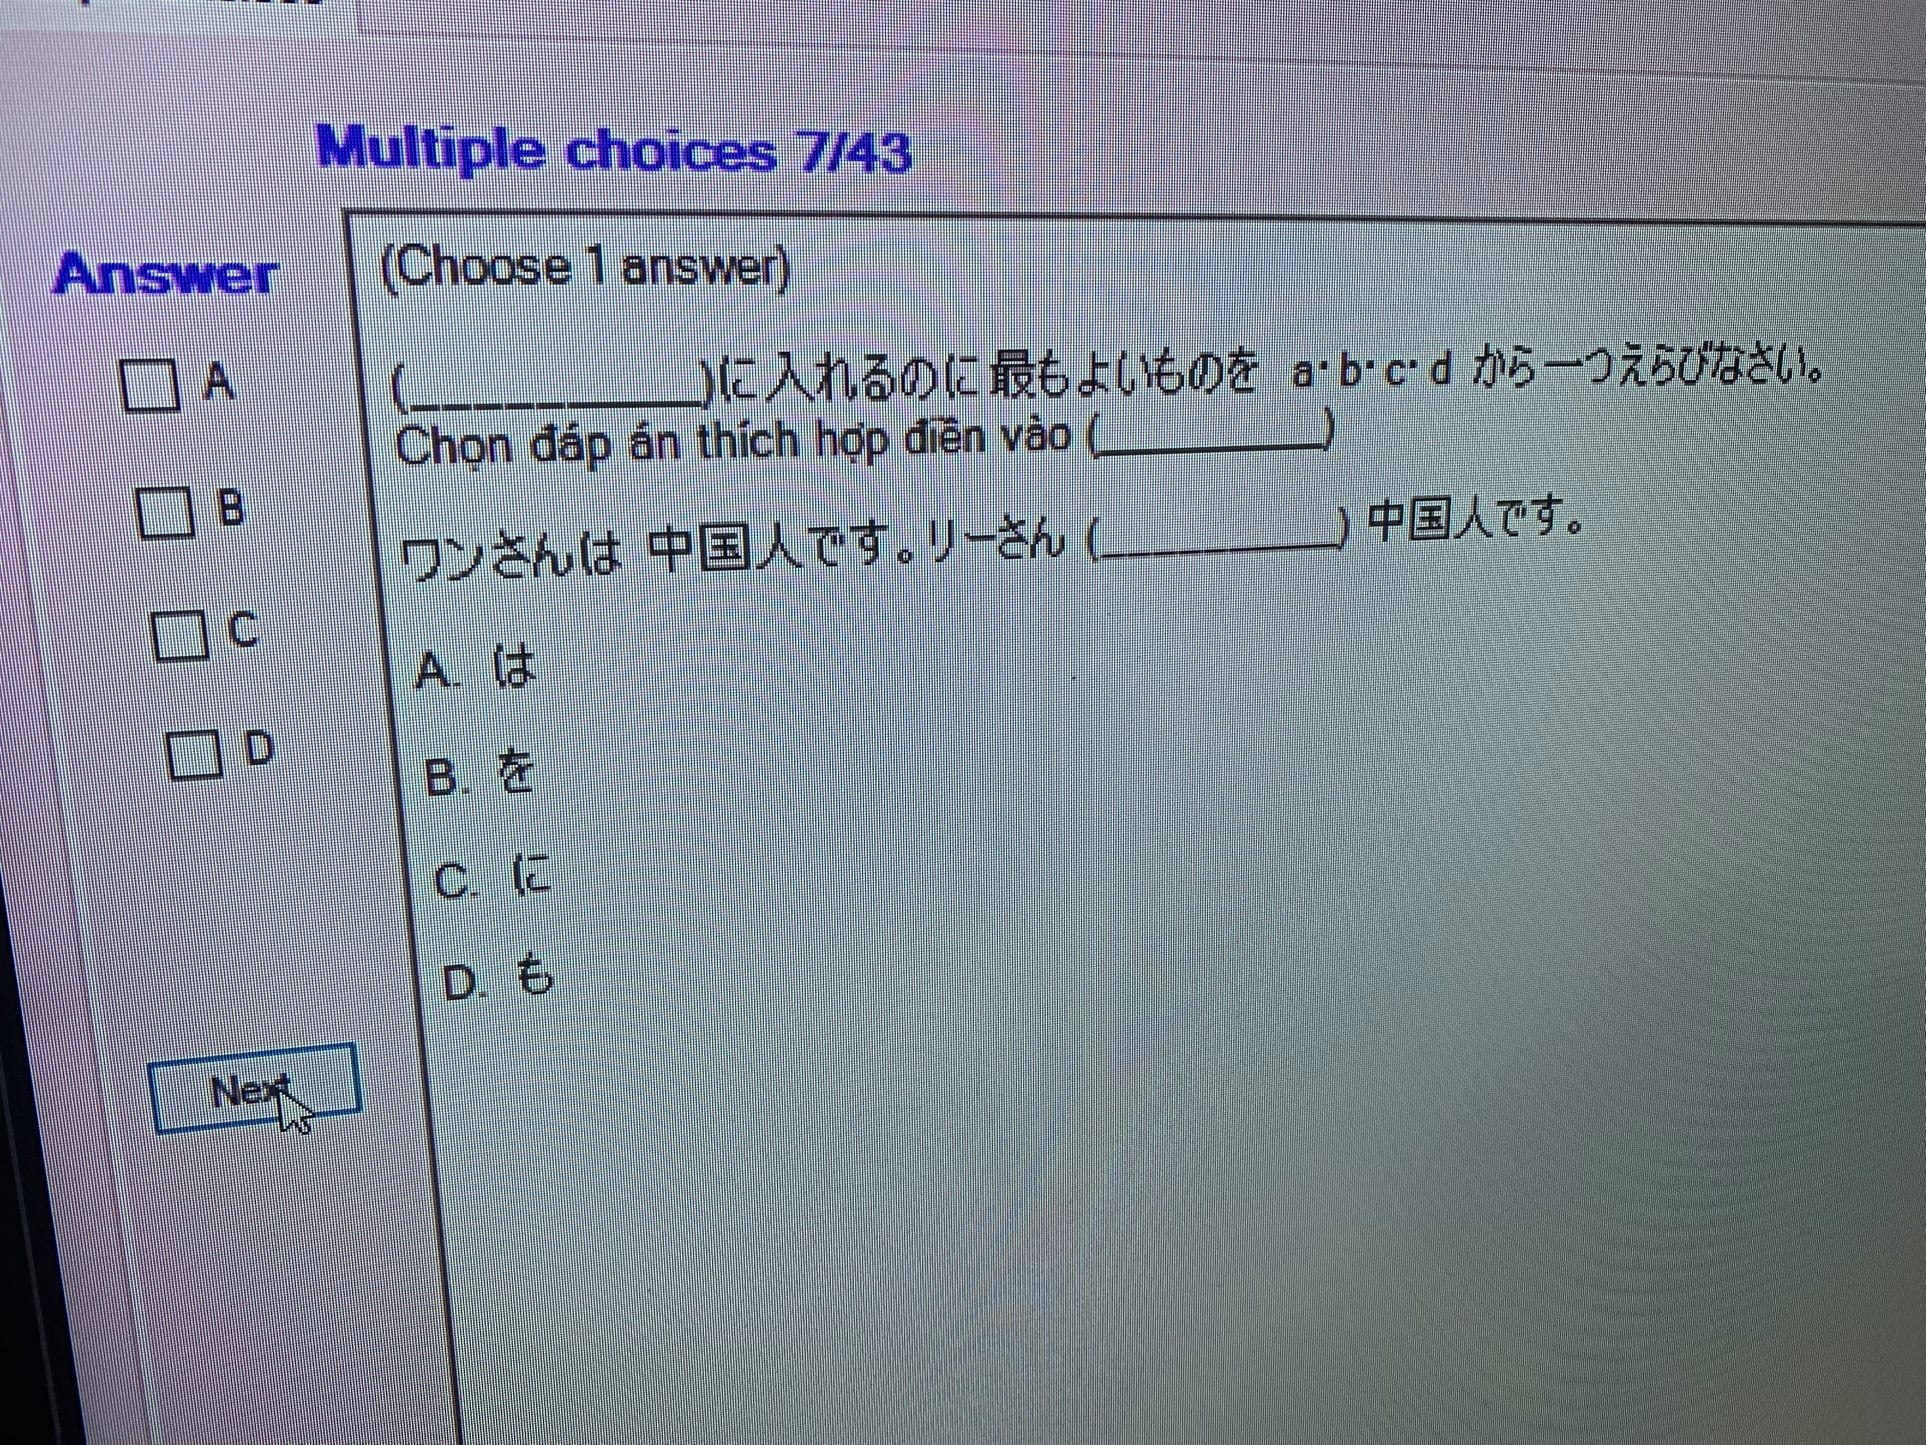 Multiple choices 7/43
Answer
(Choose 1 answer)
(__________)に入れるのに最もよいものを a・b・c・d から一つえらびなさい。
Chọn đáp án thích hợp điền vào (________)
ワンさんは 中国人です。リーさん (________) 中国人です。
A. は
B. を
C. に
D. も
A
B
C
D
Next